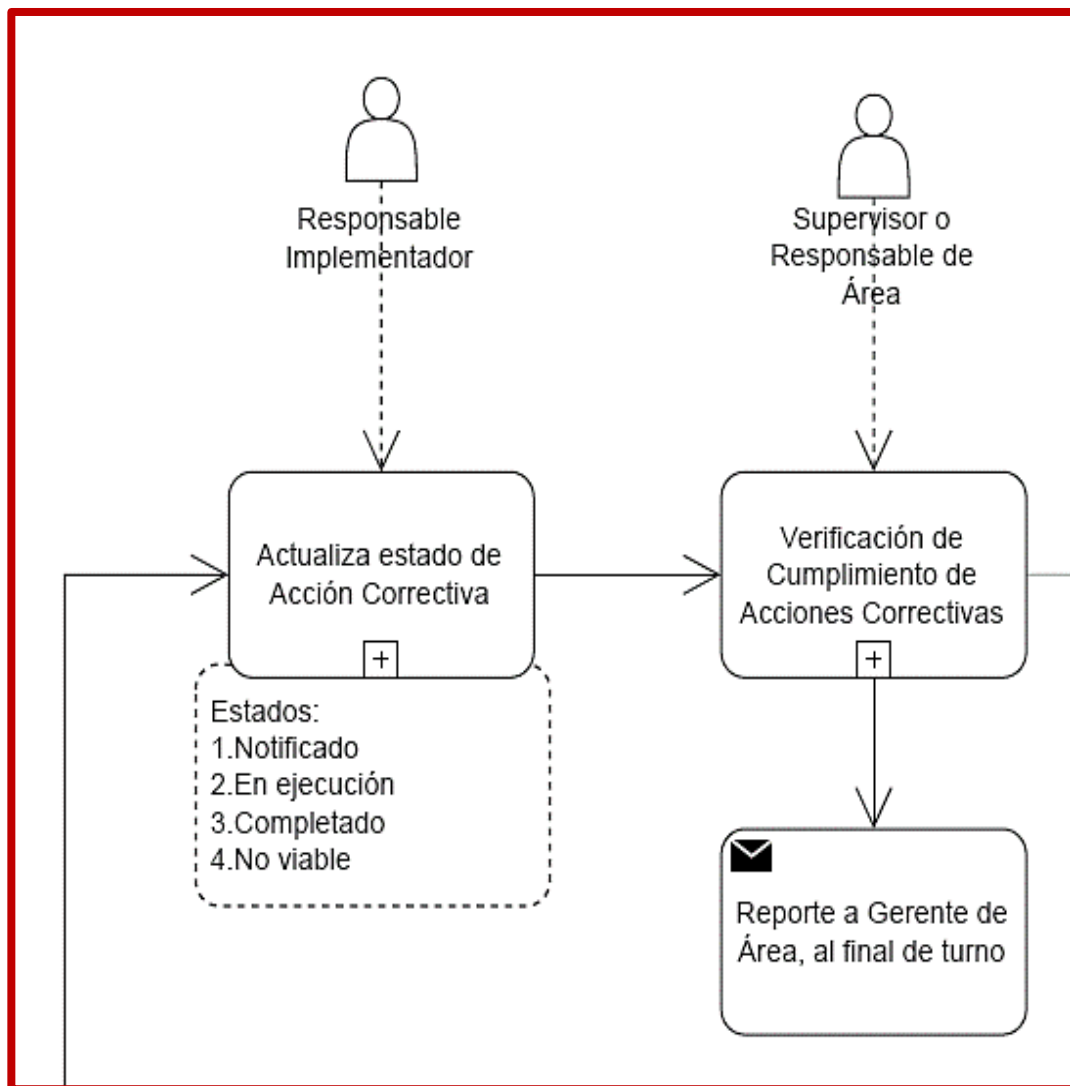 Responsable
Implementador
Supervisor o
Responsable de
Área
Actualiza estado de
Acción Correctiva
Verificación de
Cumplimiento de
Acciones Correctivas
Estados:
1.Notificado
2.En ejecución
3.Completado
4.No viable
Reporte a Gerente de
Área, al final de turno